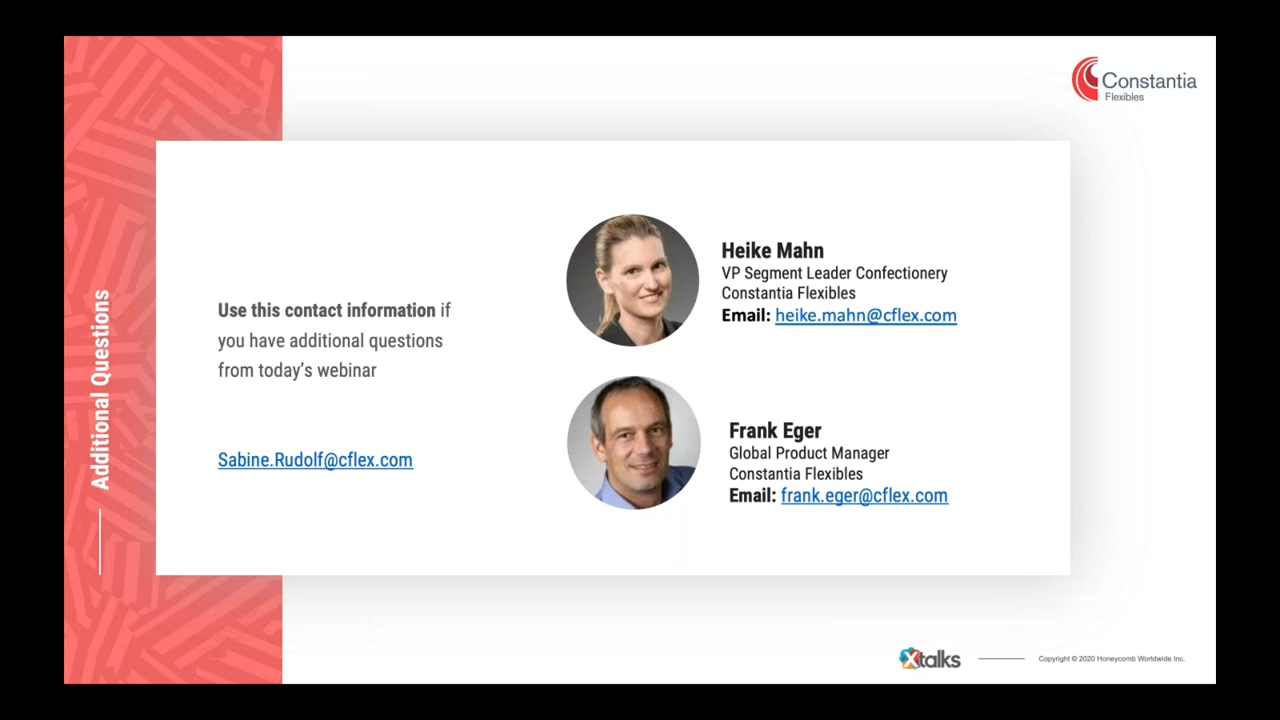 Constantia
Flexibles
Additional Questions
Use this contact information if
you have additional questions
from today’s webinar
Sabine.Rudolf@cflex.com
Heike Mahn
VP Segment Leader Confectionery
Constantia Flexibles
Email: heike.mahn@cflex.com
Frank Eger
Global Product Manager
Constantia Flexibles
Email: frank.eger@cflex.com
Xtalks
Copyright © 2020 Honeycomb Worldwide Inc.